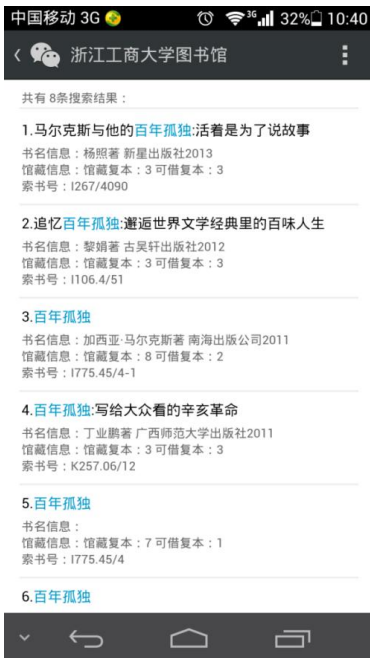 中国移动 3G 3G 32% 10:40
浙江工商大学图书馆
共有 8条搜索结果：
1.马尔克斯与他的百年孤独:活着是为了说故事
书名信息：杨照著 新星出版社2013
馆藏信息：馆藏复本：3 可借复本：3
索书号：I267/4090
2.追忆百年孤独:邂逅世界文学经典里的百味人生
书名信息：黎娟著 古吴轩出版社2012
馆藏信息：馆藏复本：3 可借复本：3
索书号：I106.4/51
3.百年孤独
书名信息：加西亚·马尔克斯著 南海出版公司2011
馆藏信息：馆藏复本：8 可借复本：2
索书号：I775.45/4-1
4.百年孤独:写给大众看的辛亥革命
书名信息：丁业鹏著 广西师范大学出版社2011
馆藏信息：馆藏复本：3 可借复本：3
索书号：K257.06/12
5.百年孤独
书名信息：
馆藏信息：馆藏复本：7 可借复本：1
索书号：I775.45/4
6.百年孤独